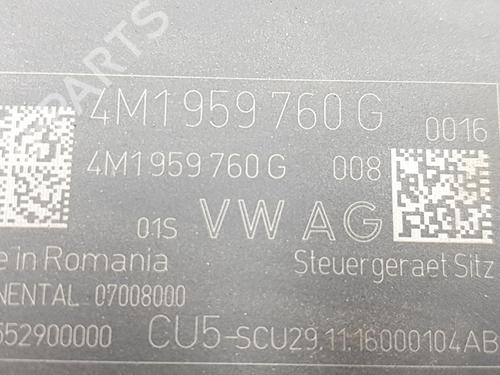 PARTS
4M1 959 760 G 0016
4M1 959 760 G 008
01S VW AG
e in Romania Steuergeraet Sitz
NENTAL 07008000
552900000 CU5-SCU29.11.16000104AB